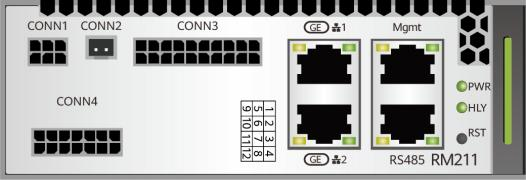 CONN1 CONN2 CONN3 GE 1 Mgmt
PWR
HLY
CONN4
RST
1 2 3 4
5 6 7 8
9 10 11 12
GE 2 RS485 RM211